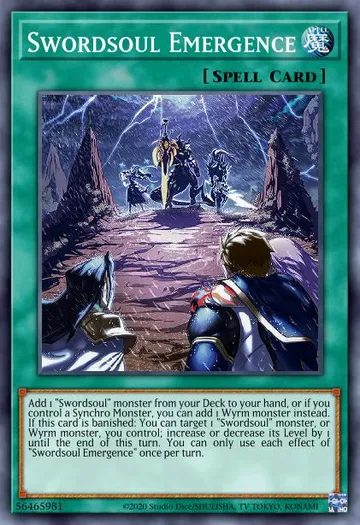 SWORDSOUL EMERGENCE
SPELL
魔
[SPELL CARD]
Add 1 "Swordsoul" monster from your Deck to your hand, or if you
control a Synchro Monster, you can add 1 Wyrm monster instead.
If this card is banished: You can target 1 "Swordsoul" monster, or
Wyrm monster, you control; increase or decrease its Level by 1
until the end of this turn. You can only use each effect of
"Swordsoul Emergence" once per turn.
56465981
©2020 Studio Dice/SHUEISHA, TV TOKYO, KONAMI